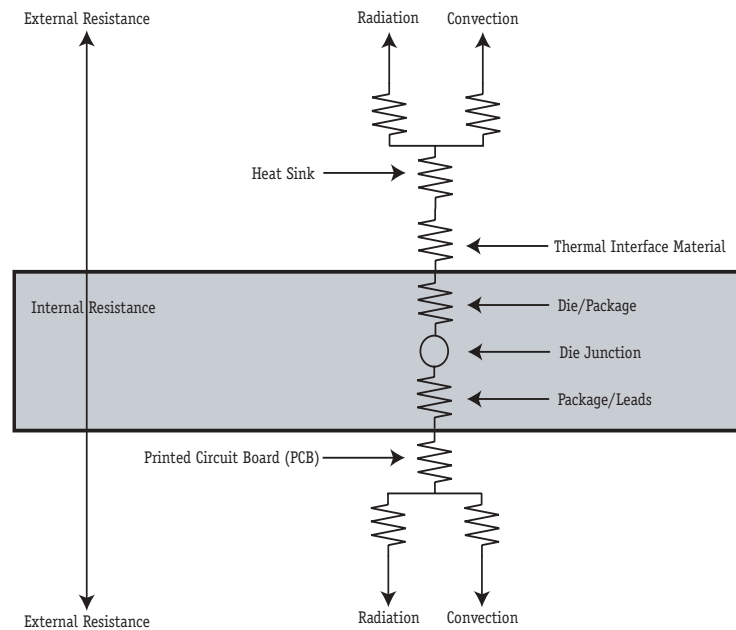 External Resistance
Radiation
Convection
Heat Sink
Thermal Interface Material
Internal Resistance
Die/Package
Die Junction
Package/Leads
Printed Circuit Board (PCB)
External Resistance
Radiation
Convection